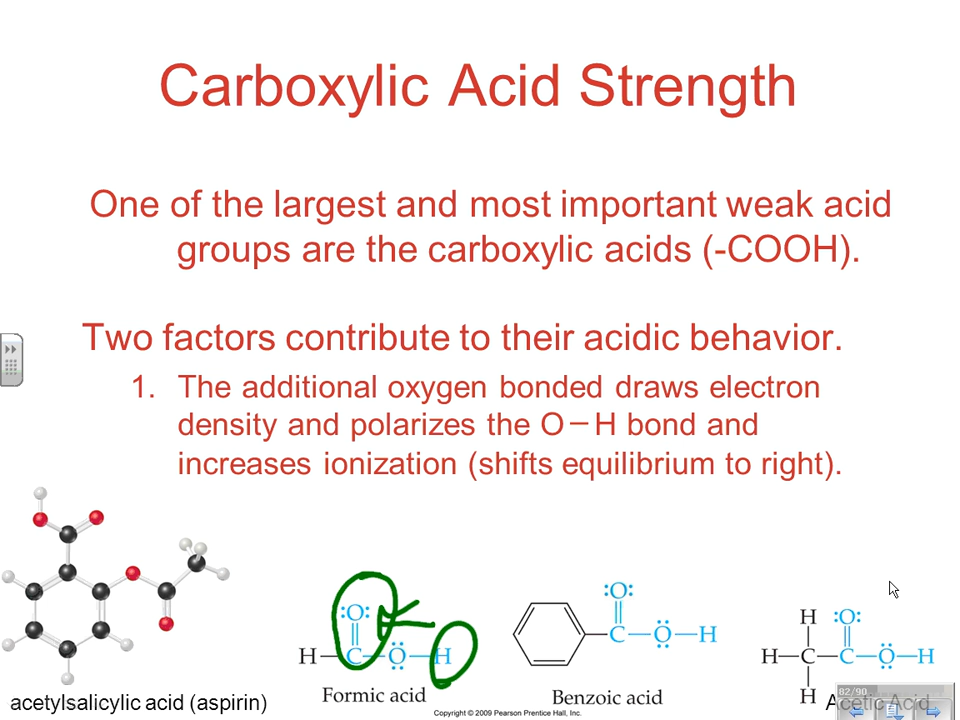 Carboxylic Acid Strength
One of the largest and most important weak acid
groups are the carboxylic acids (-COOH).
Two factors contribute to their acidic behavior.
1. The additional oxygen bonded draws electron
density and polarizes the O–H bond and
increases ionization (shifts equilibrium to right).
:O:
H–C–Ö–H
Formic acid
:O:
C–Ö–H
Benzoic acid
H :O:
H–C–C–Ö–H
H
acetylsalicylic acid (aspirin)
Acetic Acid
Copyright © 2009 Pearson Prentice Hall, Inc.
82/90